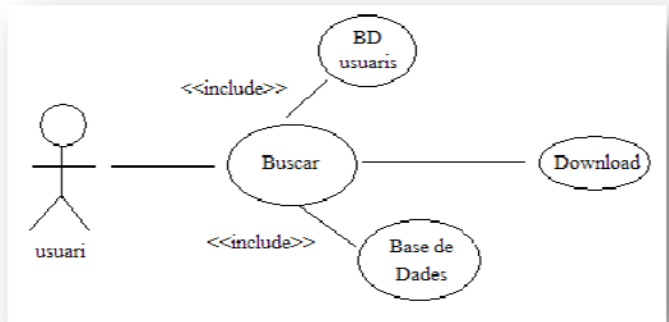 BD
usuaris
<<include>>
Buscar
Download
usuari
<<include>>
Base de
Dades